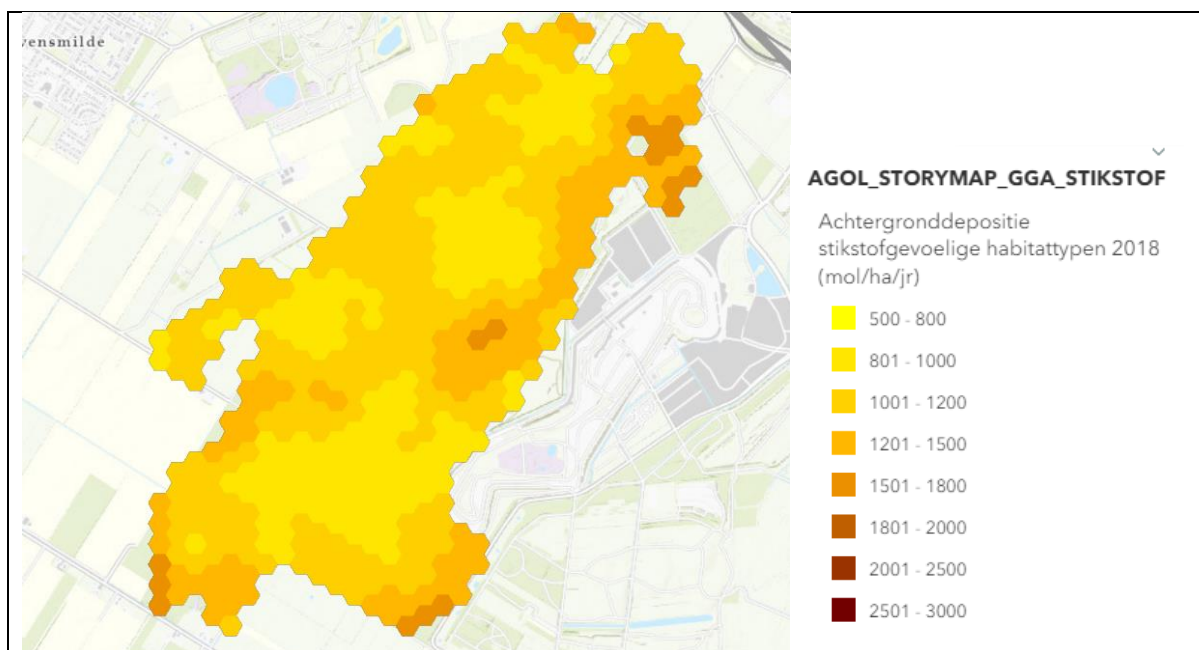 vensmilde
AGOL_STORYMAP_GGA_STIKSTOF
Achtergronddepositie
stikstofgevoelige habitattypen 2018
(mol/ha/jr)
500 - 800
801 - 1000
1001 - 1200
1201 - 1500
1501 - 1800
1801 - 2000
2001 - 2500
2501 - 3000